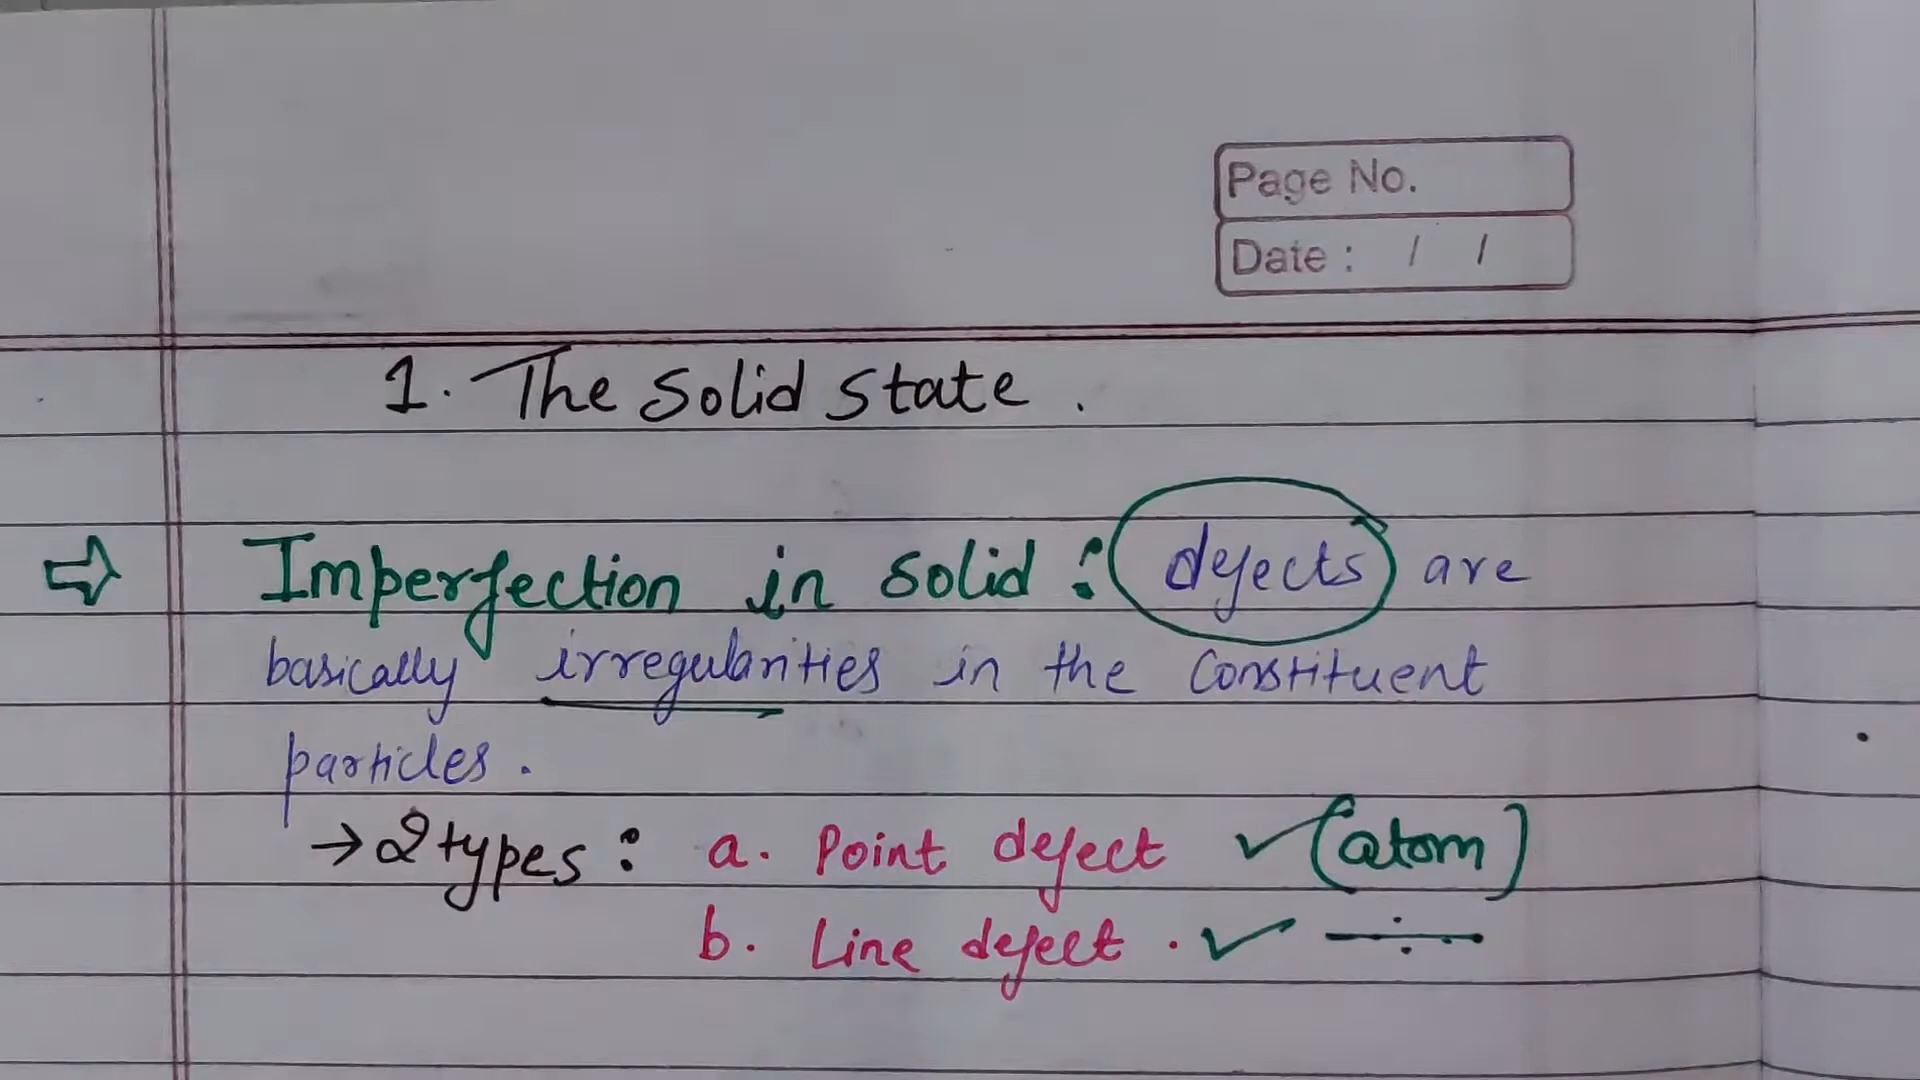 Page No.
Date : / /
1. The Solid State.
⇨ Imperfection in solid : defects are
basically irregularities in the constituent
particles.
→ 2 types : a. Point defect ✓ (atom)
b. Line defect. ✓